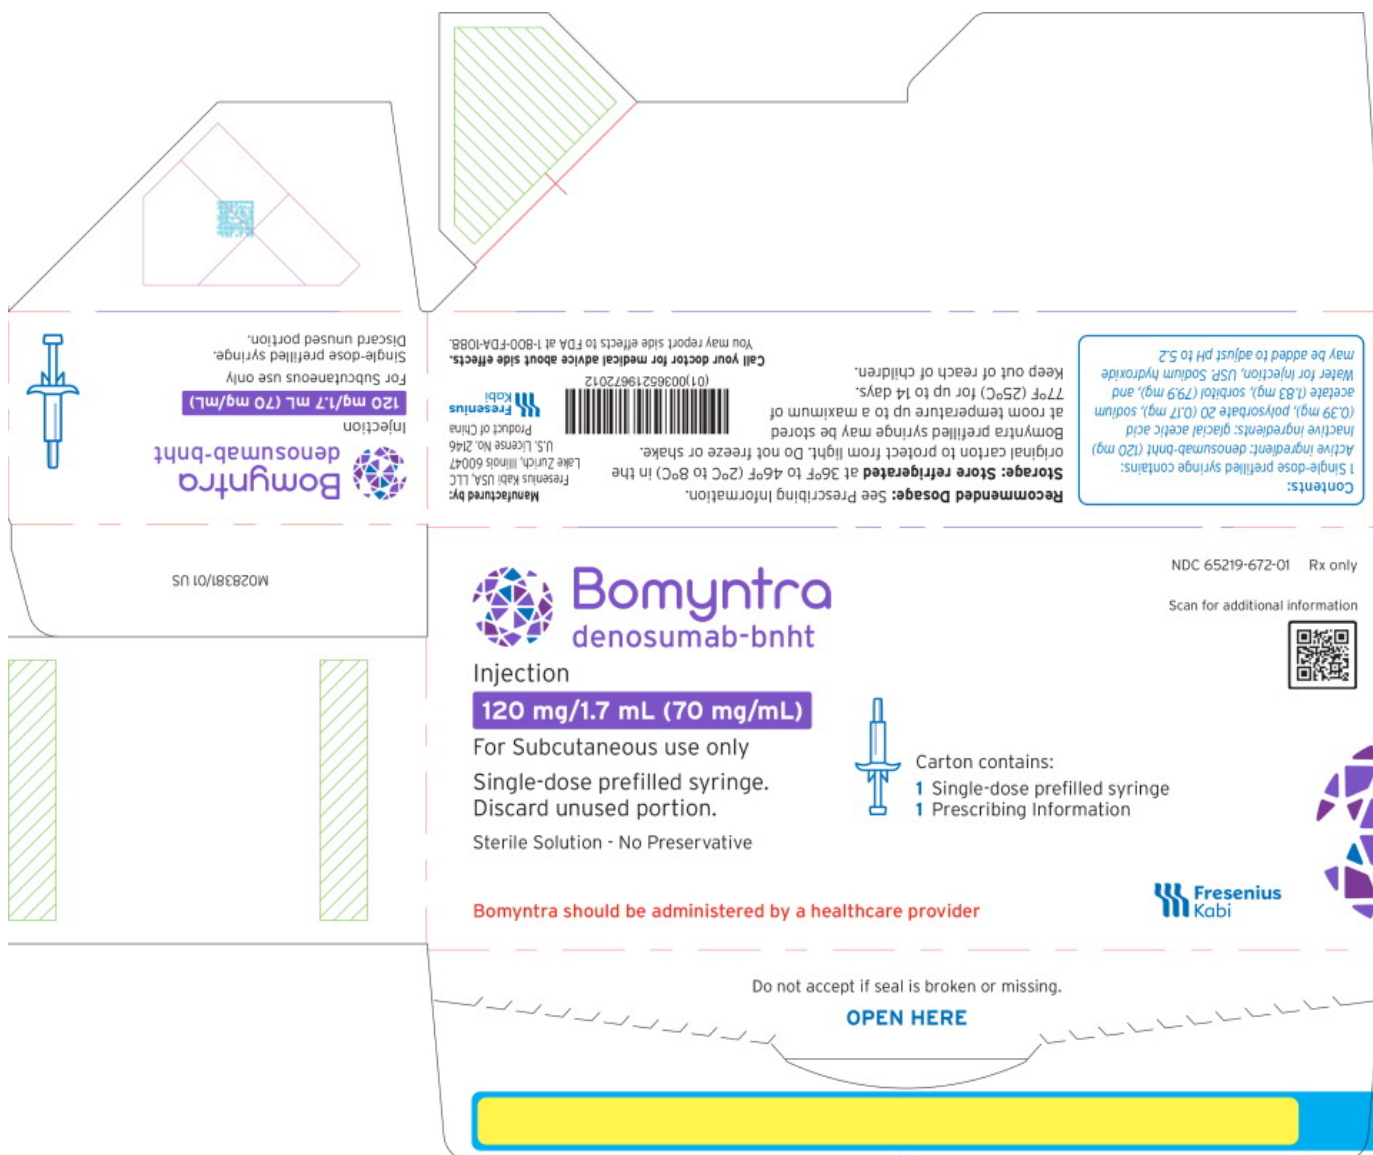 Bomyntra
denosumab-bnht
Injection
120 mg/1.7 mL (70 mg/mL)
For Subcutaneous use only
Single-dose prefilled syringe.
Discard unused portion.
Manufactured by:
Fresenius Kabi USA, LLC
Lake Zurich, Illinois 60047
U.S. License No. 2146
Product of China
Fresenius
Kabi
(01)00365219672012
Call your doctor for medical advice about side effects.
You may report side effects to FDA at 1-800-FDA-1088.
Recommended Dosage: See Prescribing Information.
Storage: Store refrigerated at 36ºF to 46ºF (2ºC to 8ºC) in the
original carton to protect from light. Do not freeze or shake.
Bomyntra prefilled syringe may be stored
at room temperature up to a maximum of
77ºF (25ºC) for up to 14 days.
Keep out of reach of children.
Contents:
1 Single-dose prefilled syringe contains:
Active ingredient: denosumab-bnht (120 mg)
Inactive ingredients: glacial acetic acid
(0.39 mg), polysorbate 20 (0.17 mg), sodium
acetate (1.83 mg), sorbitol (79.9 mg), and
Water for Injection, USP. Sodium hydroxide
may be added to adjust pH to 5.2
M028381/01 US
Bomyntra
denosumab-bnht
Injection
120 mg/1.7 mL (70 mg/mL)
For Subcutaneous use only
Single-dose prefilled syringe.
Discard unused portion.
Sterile Solution - No Preservative
Bomyntra should be administered by a healthcare provider
NDC 65219-672-01 Rx only
Scan for additional information
Carton contains:
1 Single-dose prefilled syringe
1 Prescribing Information
Fresenius
Kabi
Do not accept if seal is broken or missing.
OPEN HERE